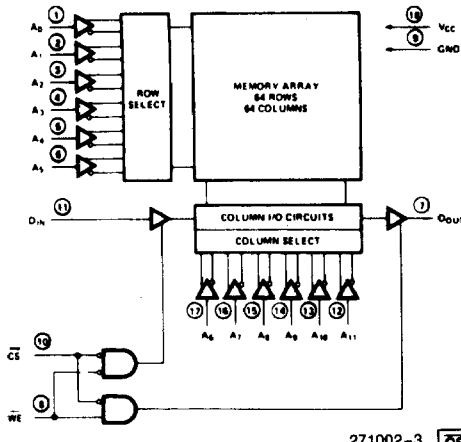 1
A0
2
A1
3
A2
4
A3
5
A4
6
A5
ROW
SELECT
MEMORY ARRAY
64 ROWS
64 COLUMNS
18
VCC
9
GND
DIN
11
COLUMN I/O CIRCUITS
COLUMN SELECT
7
DOUT
17 16 15 14 13 12
A6 A7 A8 A9 A10 A11
CS
10
WE
8
271002-3